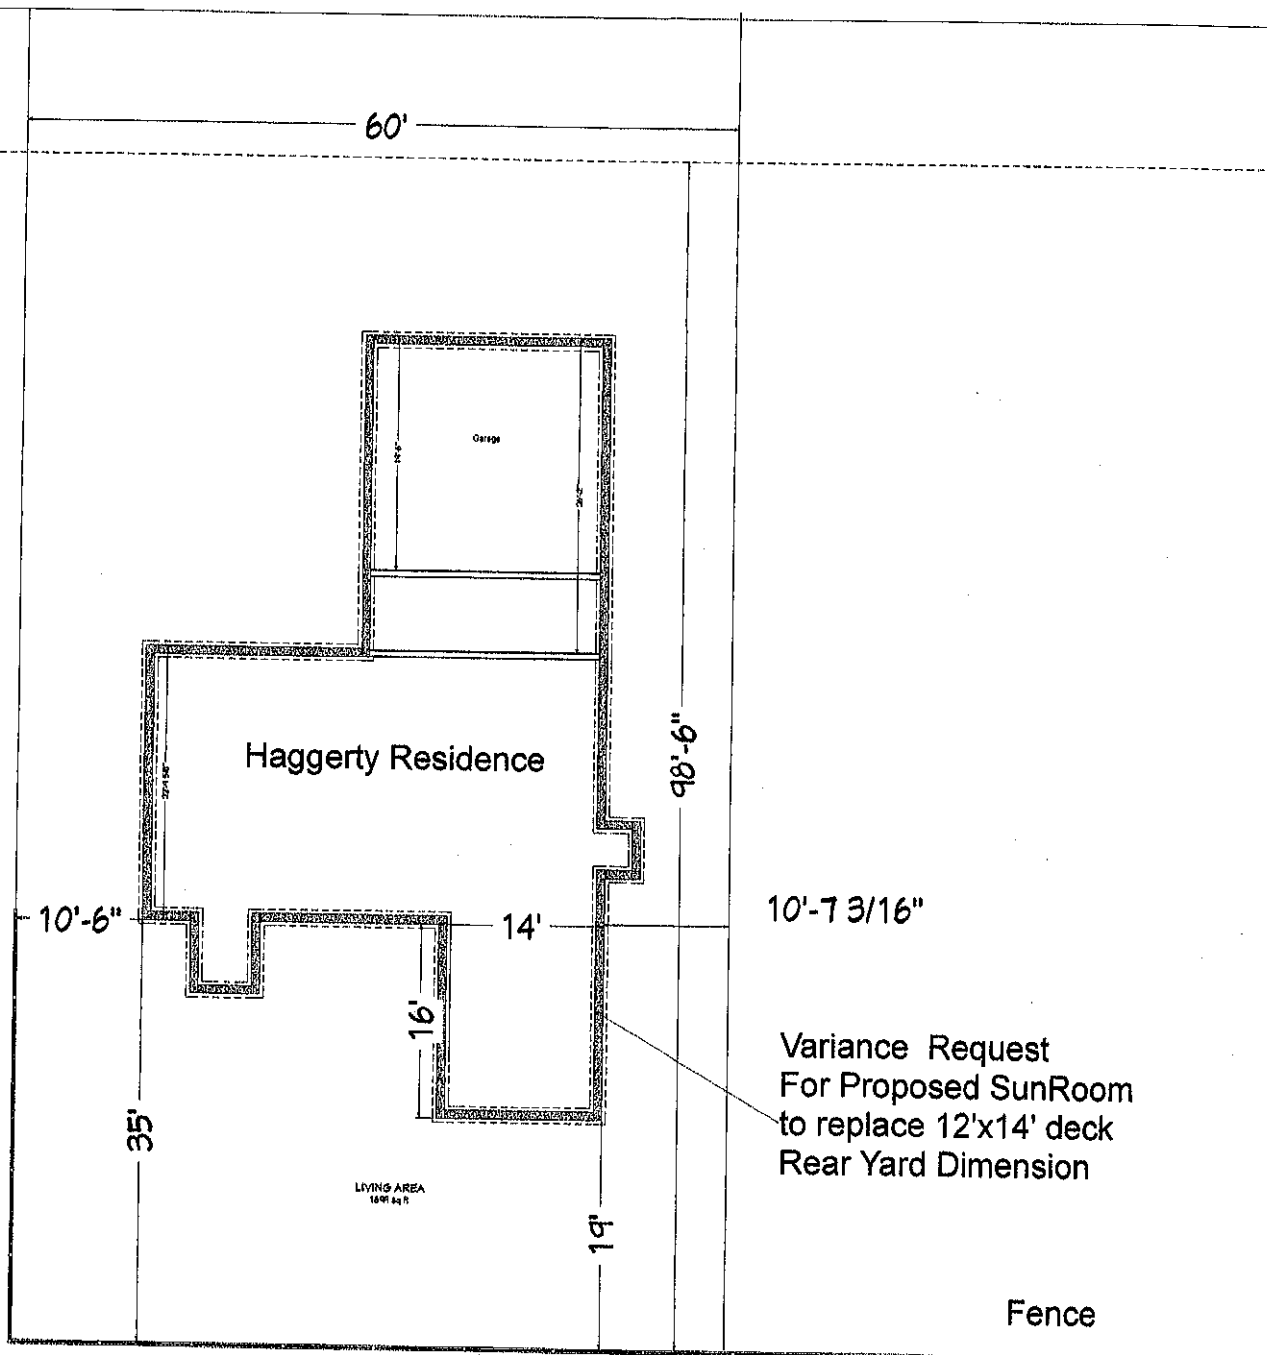 60'
Garage
Haggerty Residence
98'-6"
10'-6"
14'
10'-7 3/16"
16'
Variance Request
For Proposed SunRoom
to replace 12'x14' deck
Rear Yard Dimension
35'
LIVING AREA
19'
Fence